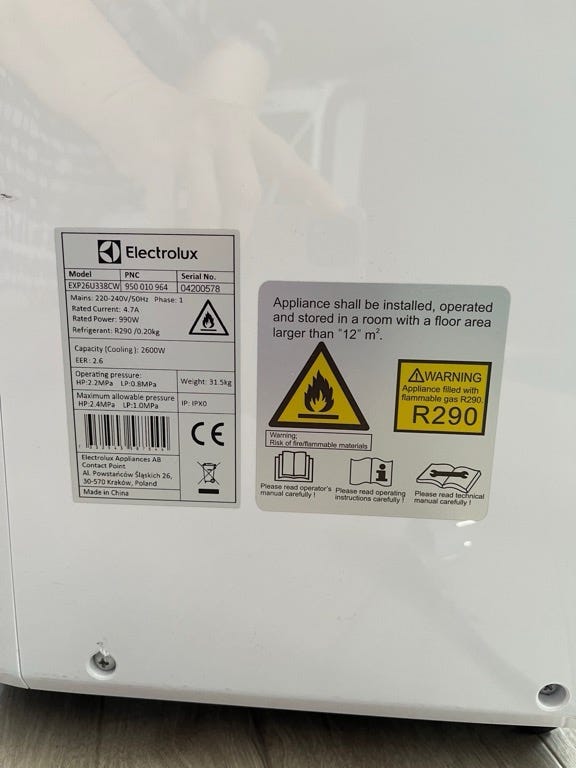 Electrolux
Model PNC Serial No.
EXP26U338CW 950 010 964 04200578
Mains: 220-240V/50Hz Phase: 1
Rated Current: 4.7A
Rated Power: 990W
Refrigerant: R290 /0.20kg
Capacity (Cooling): 2600W
EER: 2.6
Operating pressure:
HP:2.2MPa LP:0.8MPa
Weight: 31.5kg
Maximum allowable pressure
HP:2.4MPa LP:1.0MPa
IP: IPX0
CE
Electrolux Appliances AB
Contact Point
Al. Powstańców Śląskich 26,
30-570 Kraków, Poland
Made in China
Appliance shall be installed, operated
and stored in a room with a floor area
larger than "12" m².
WARNING
Appliance filled with
flammable gas R290.
R290
Warning;
Risk of fire/flammable materials
Please read operator's
manual carefully !
Please read operating
instructions carefully !
Please read technical
manual carefully !